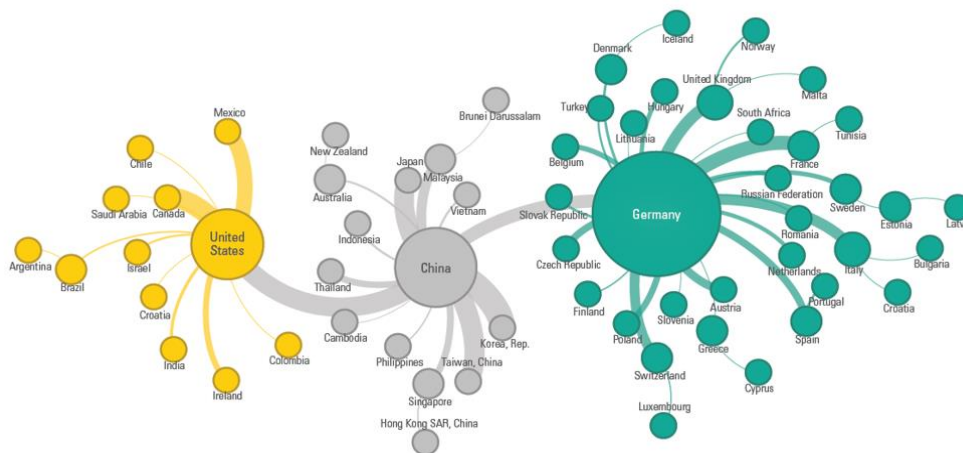 Iceland
Denmark
Norway
United Kingdom
Malta
Mexico
Brunei Darussalam
Turkey
Hungary
South Africa
Tunisia
Lithuania
New Zealand
Japan
Malaysia
Belgium
France
Chile
Australia
Vietnam
Slovak Republic
Russian Federation
Saudi Arabia
Canada
Germany
Sweden
Estonia
Latv
United
States
Indonesia
Romania
Argentina
Brazil
Israel
China
Czech Republic
Netherlands
Italy
Bulgaria
Thailand
Croatia
Finland
Slovenia
Austria
Portugal
Croatia
Cambodia
Korea, Rep.
Poland
Greece
Spain
India
Colombia
Philippines
Taiwan, China
Switzerland
Cyprus
Ireland
Singapore
Luxembourg
Hong Kong SAR, China